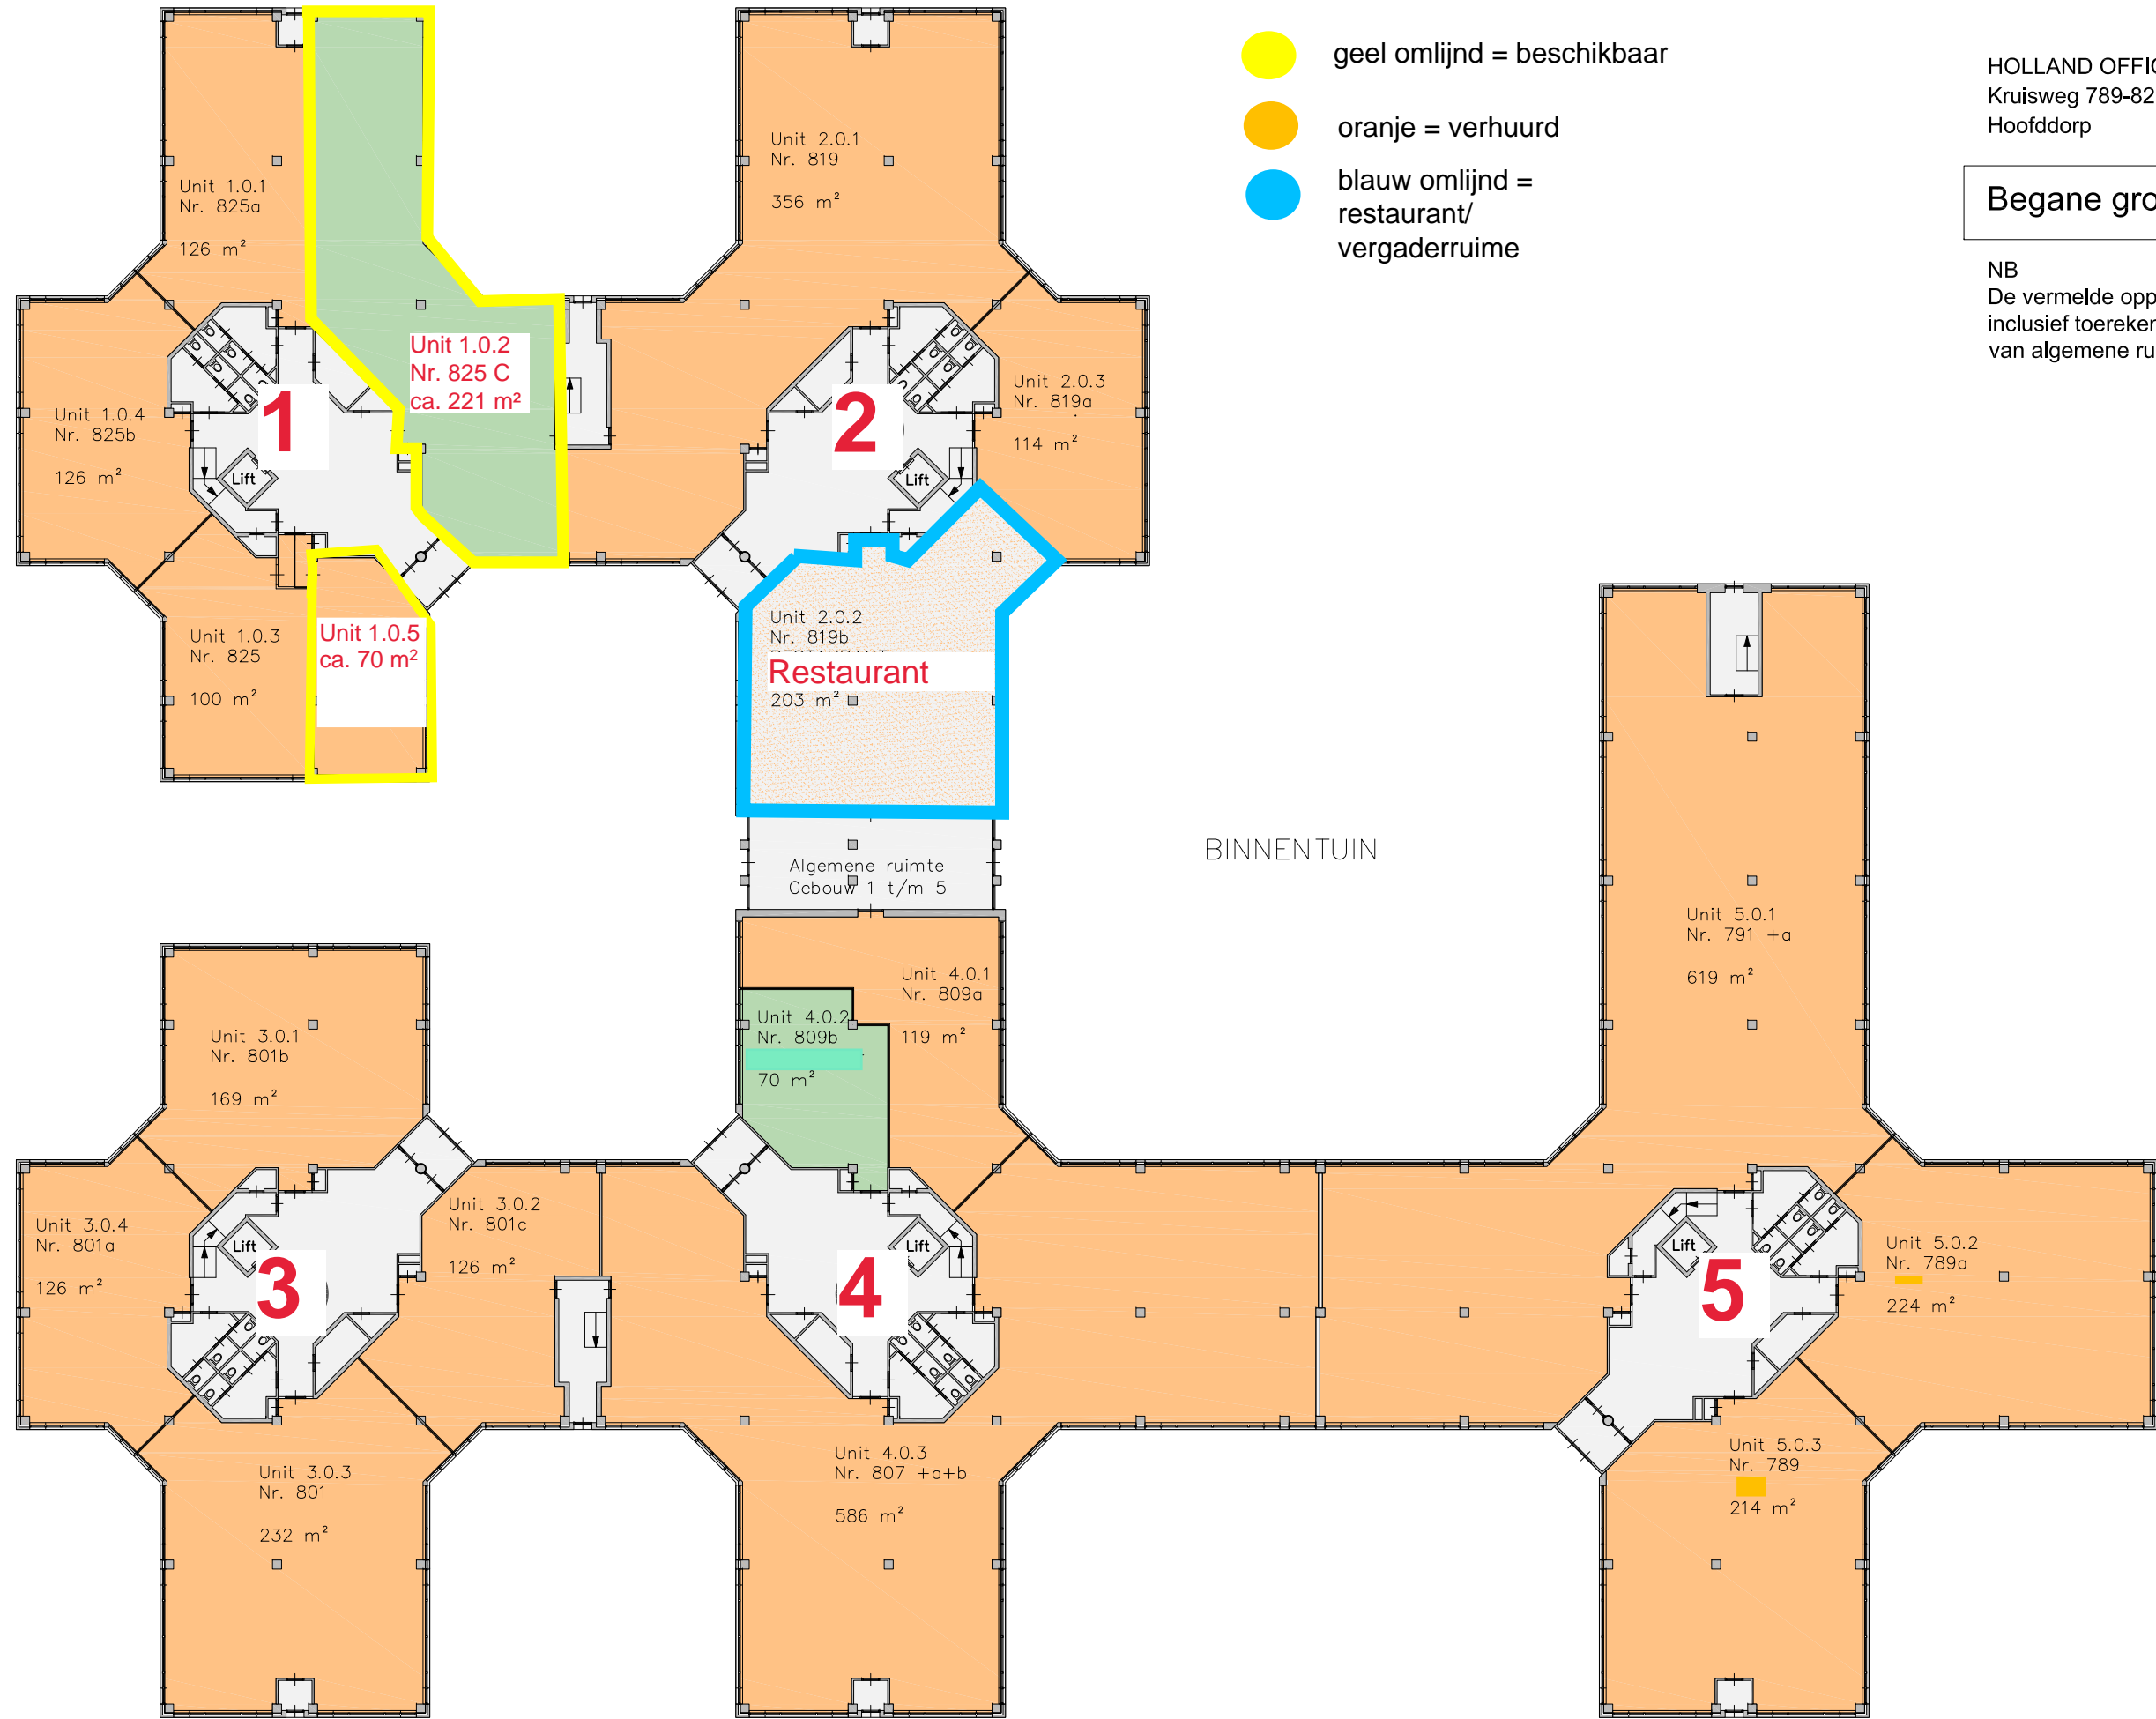 geel omlijnd = beschikbaar
oranje = verhuurd
blauw omlijnd =
restaurant/
vergaderruime
HOLLAND OFFI
Kruisweg 789-82
Hoofddorp
Begane gro
NB
De vermelde opp
inclusief toereken
van algemene ru
Unit 1.0.1
Nr. 825a
126 m²
Unit 1.0.2
Nr. 825 C
ca. 221 m²
Unit 1.0.4
Nr. 825b
126 m²
1
Lift
Unit 1.0.3
Nr. 825
100 m²
Unit 1.0.5
ca. 70 m²
Unit 2.0.1
Nr. 819
356 m²
2
Lift
Unit 2.0.3
Nr. 819a
114 m²
Unit 2.0.2
Nr. 819b
Restaurant
203 m²
Algemene ruimte
Gebouw 1 t/m 5
BINNENTUIN
Unit 3.0.1
Nr. 801b
169 m²
Unit 3.0.4
Nr. 801a
126 m²
Lift
3
Unit 3.0.2
Nr. 801c
126 m²
Unit 3.0.3
Nr. 801
232 m²
Unit 4.0.1
Nr. 809a
119 m²
Unit 4.0.2
Nr. 809b
70 m²
Lift
4
Unit 4.0.3
Nr. 807 +a+b
586 m²
Unit 5.0.1
Nr. 791 +a
619 m²
Lift
5
Unit 5.0.2
Nr. 789a
224 m²
Unit 5.0.3
Nr. 789
214 m²